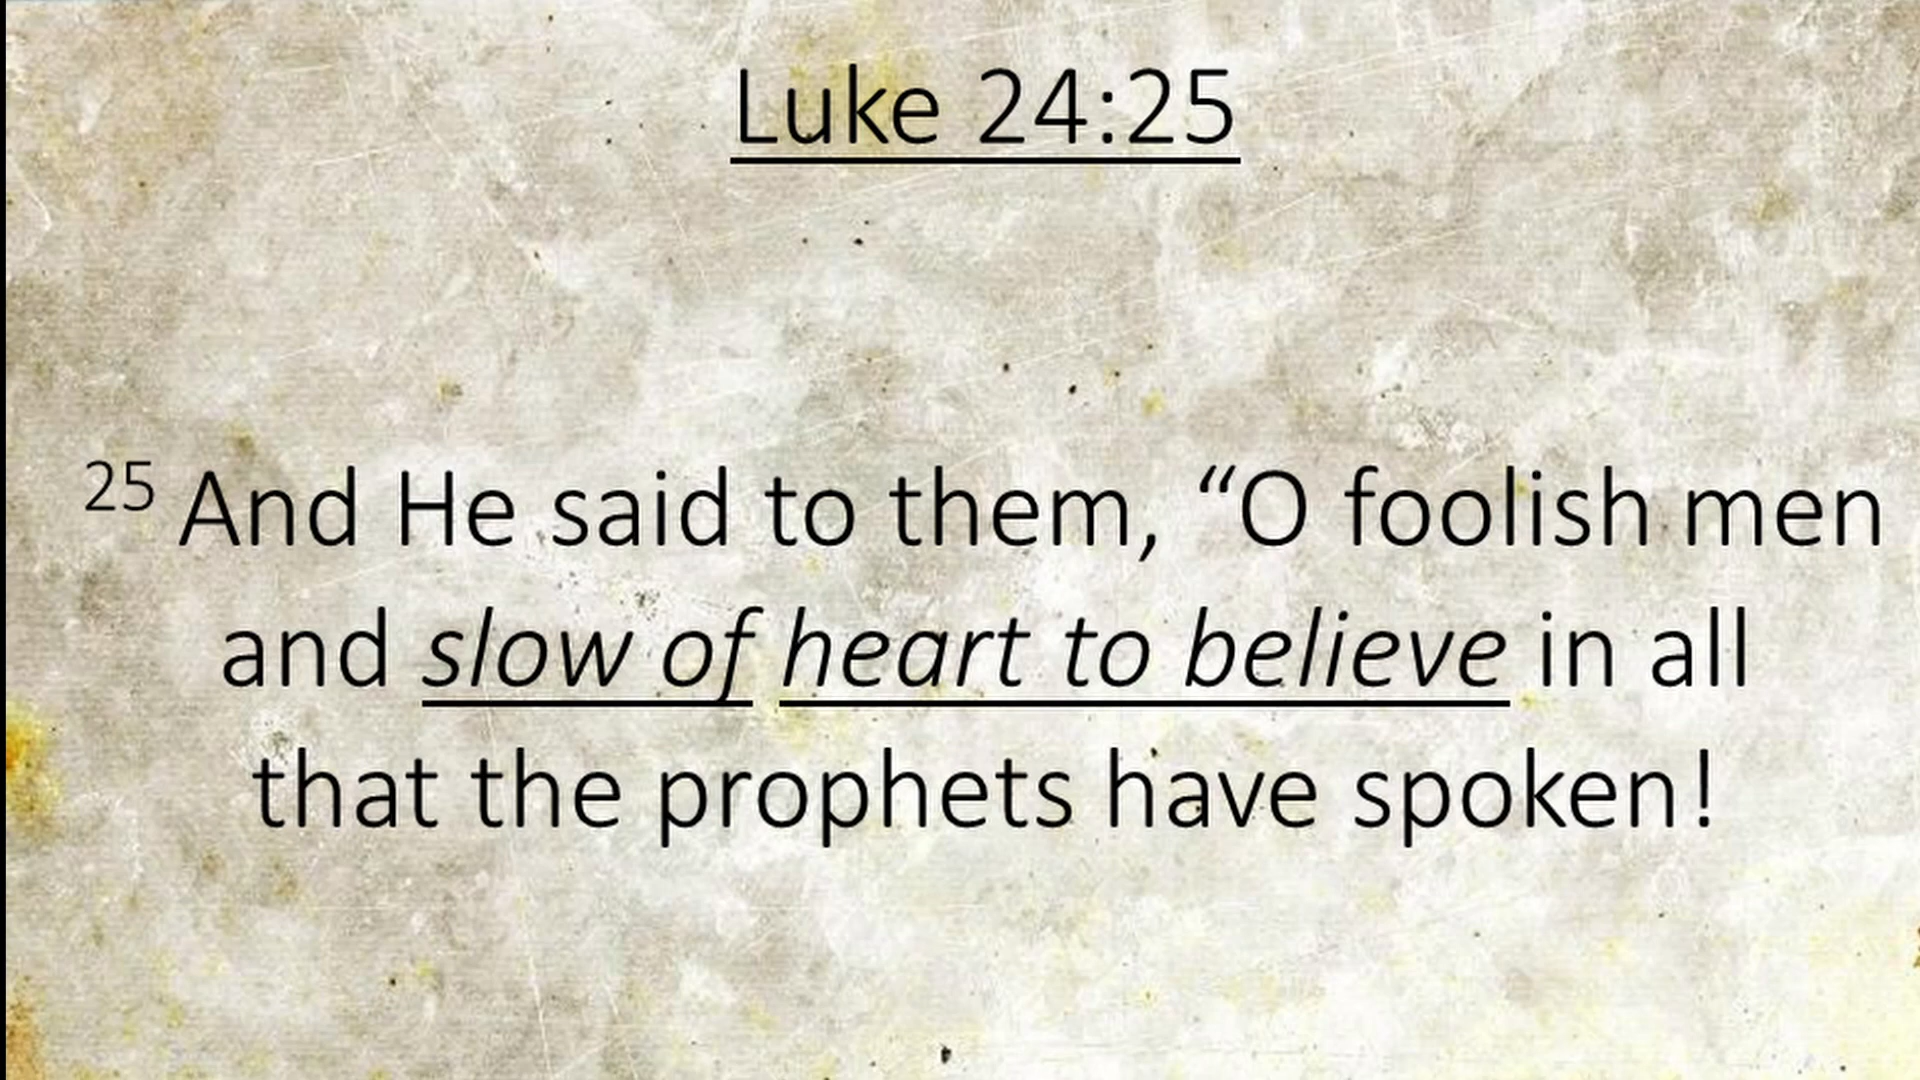 Luke 24:25
25 And He said to them, “O foolish men
and slow of heart to believe in all
that the prophets have spoken!